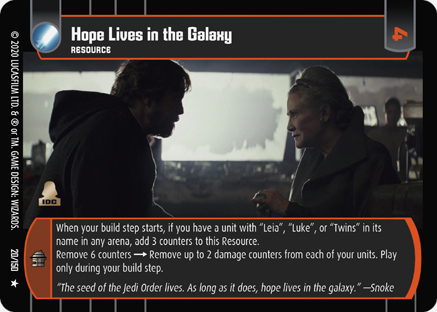 Hope Lives in the Galaxy
RESOURCE
4
© 2020 LUCASFILM LTD. & ® or TM. GAME DESIGN: WIZARDS.
IDC
When your build step starts, if you have a unit with "Leia", "Luke", or "Twins" in its
name in any arena, add 3 counters to this Resource.
Remove 6 counters → Remove up to 2 damage counters from each of your units. Play
only during your build step.
"The seed of the Jedi Order lives. As long as it does, hope lives in the galaxy." —Snoke